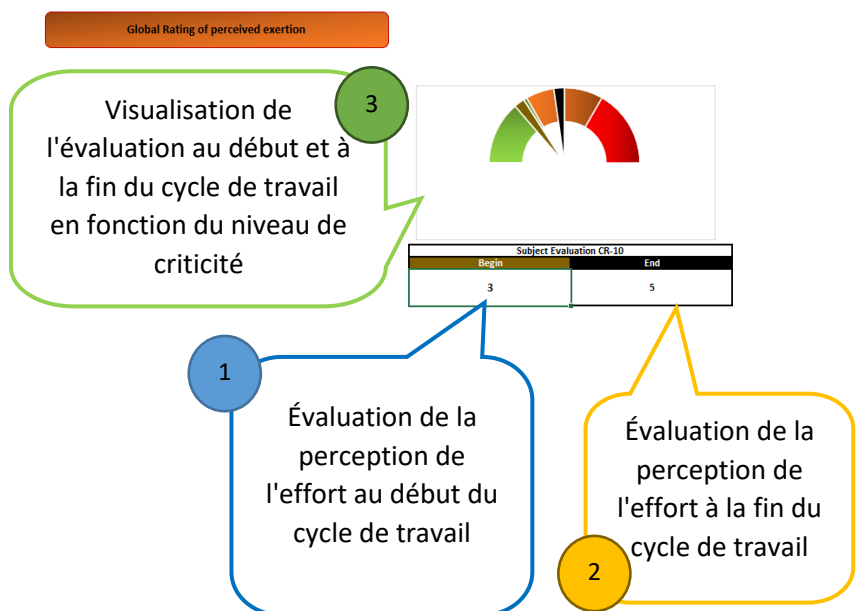 Global Rating of perceived exertion
3
Visualisation de
l'évaluation au début et à
la fin du cycle de travail
en fonction du niveau de
criticité
Subject Evaluation CR-10
Begin End
3 5
1
Évaluation de la
perception de
l'effort au début du
cycle de travail
Évaluation de la
perception de
l'effort à la fin du
cycle de travail
2